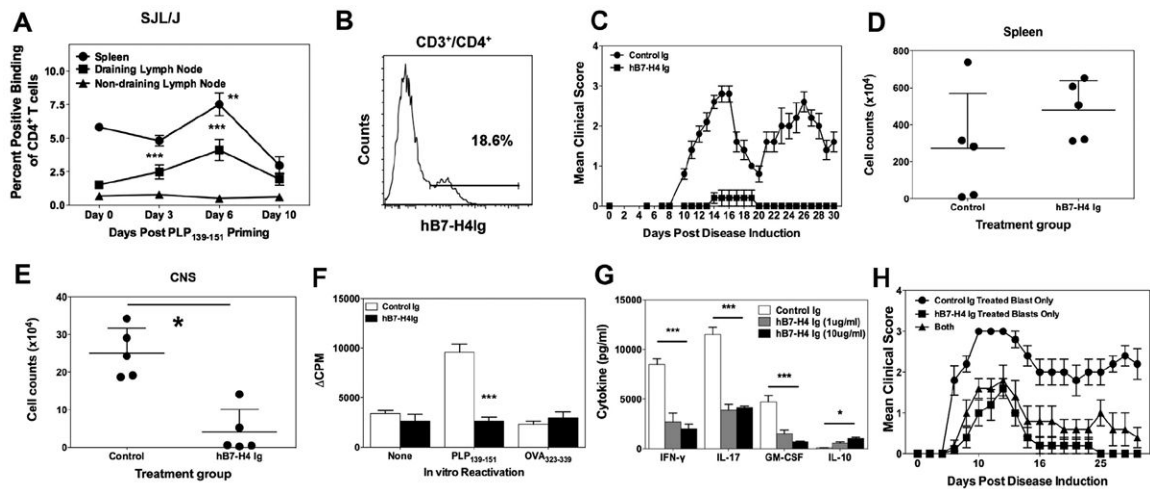 A
SJL/J
Spleen
Draining Lymph Node
Non-draining Lymph Node
Percent Positive Binding
of CD4+ T cells
10.0
7.5
5.0
2.5
0.0
***
***
**
Day 0 Day 3 Day 6 Day 10
Days Post PLP139-151 Priming
B
CD3+/CD4+
Counts
18.6%
hB7-H4Ig
C
Control Ig
hB7-H4 Ig
Mean Clinical Score
4
3
2
1
0
0 2 4 6 8 10 12 14 16 18 20 22 24 26 28 30
Days Post Disease Induction
D
Spleen
Cell counts (x10⁴)
800
600
400
200
0
Control hB7-H4 Ig
Treatment group
E
CNS
Cell counts (x10⁴)
40
30
20
10
0
*
Control hB7-H4 Ig
Treatment group
F
Control Ig
hB7-H4Ig
ΔCPM
15000
10000
5000
0
***
None PLP139-151 OVA323-339
In vitro Reactivation
G
Control Ig
hB7-H4 Ig (1ug/ml)
hB7-H4 Ig (10ug/ml)
Cytokine (pg/ml)
15000
10000
5000
0
***
***
***
*
IFN-γ IL-17 GM-CSF IL-10
H
Control Ig Treated Blast Only
hB7-H4 Ig Treated Blasts Only
Both
Mean Clinical Score
4
3
2
1
0
0 10 16 25
Days Post Disease Induction